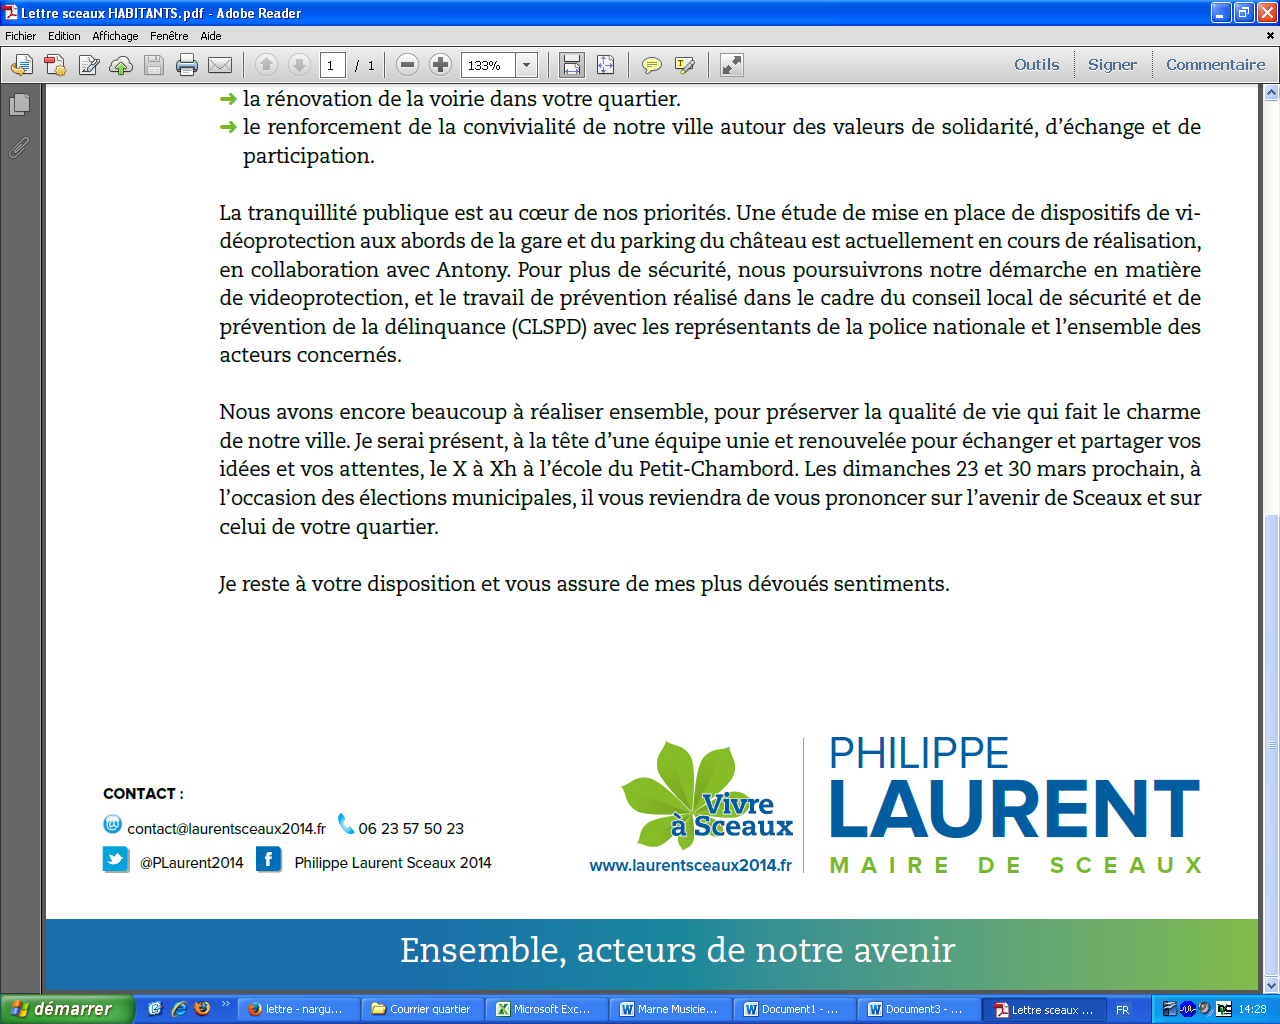 Lettre sceaux HABITANTS.pdf - Adobe Reader
Fichier Edition Affichage Fenêtre Aide
1 / 1 133% Outils Signer Commentaire
➔ la rénovation de la voirie dans votre quartier.
➔ le renforcement de la convivialité de notre ville autour des valeurs de solidarité, d’échange et de
participation.
La tranquillité publique est au cœur de nos priorités. Une étude de mise en place de dispositifs de vi-
déoprotection aux abords de la gare et du parking du château est actuellement en cours de réalisation,
en collaboration avec Antony. Pour plus de sécurité, nous poursuivrons notre démarche en matière
de videoprotection, et le travail de prévention réalisé dans le cadre du conseil local de sécurité et de
prévention de la délinquance (CLSPD) avec les représentants de la police nationale et l’ensemble des
acteurs concernés.
Nous avons encore beaucoup à réaliser ensemble, pour préserver la qualité de vie qui fait le charme
de notre ville. Je serai présent, à la tête d’une équipe unie et renouvelée pour échanger et partager vos
idées et vos attentes, le X à Xh à l’école du Petit-Chambord. Les dimanches 23 et 30 mars prochain, à
l’occasion des élections municipales, il vous reviendra de vous prononcer sur l’avenir de Sceaux et sur
celui de votre quartier.
Je reste à votre disposition et vous assure de mes plus dévoués sentiments.
CONTACT :
contact@laurentsceaux2014.fr 06 23 57 50 23
@PLaurent2014 Philippe Laurent Sceaux 2014
Vivre
à Sceaux
www.laurentsceaux2014.fr
PHILIPPE
LAURENT
MAIRE DE SCEAUX
Ensemble, acteurs de notre avenir
démarrer lettre - nargu... Courrier quartier Microsoft Exc... Marne Musicie... Document1 - ... Document3 - ... Lettre sceaux ... FR 14:28